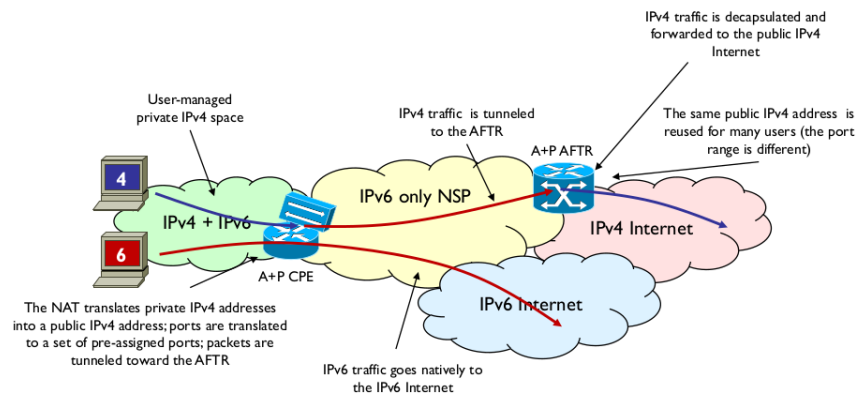 IPv4 traffic is decapsulated and
forwarded to the public IPv4
Internet
User-managed
private IPv4 space
IPv4 traffic is tunneled
to the AFTR
The same public IPv4 address is
reused for many users (the port
range is different)
A+P AFTR
4
IPv6 only NSP
IPv4 + IPv6
IPv4 Internet
6
A+P CPE
IPv6 Internet
The NAT translates private IPv4 addresses
into a public IPv4 address; ports are translated
to a set of pre-assigned ports; packets are
tunneled toward the AFTR
IPv6 traffic goes natively to
the IPv6 Internet